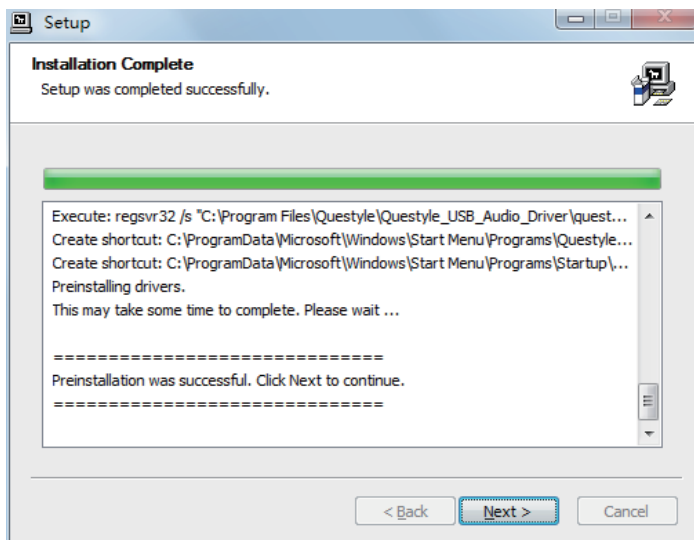 Setup
Installation Complete
Setup was completed successfully.
Execute: regsvr32 /s "C:\Program Files\Questyle\Questyle_USB_Audio_Driver\quest...
Create shortcut: C:\ProgramData\Microsoft\Windows\Start Menu\Programs\Questyle...
Create shortcut: C:\ProgramData\Microsoft\Windows\Start Menu\Programs\Startup\...
Preinstalling drivers.
This may take some time to complete. Please wait ...
==============================
Preinstallation was successful. Click Next to continue.
==============================
< Back Next > Cancel